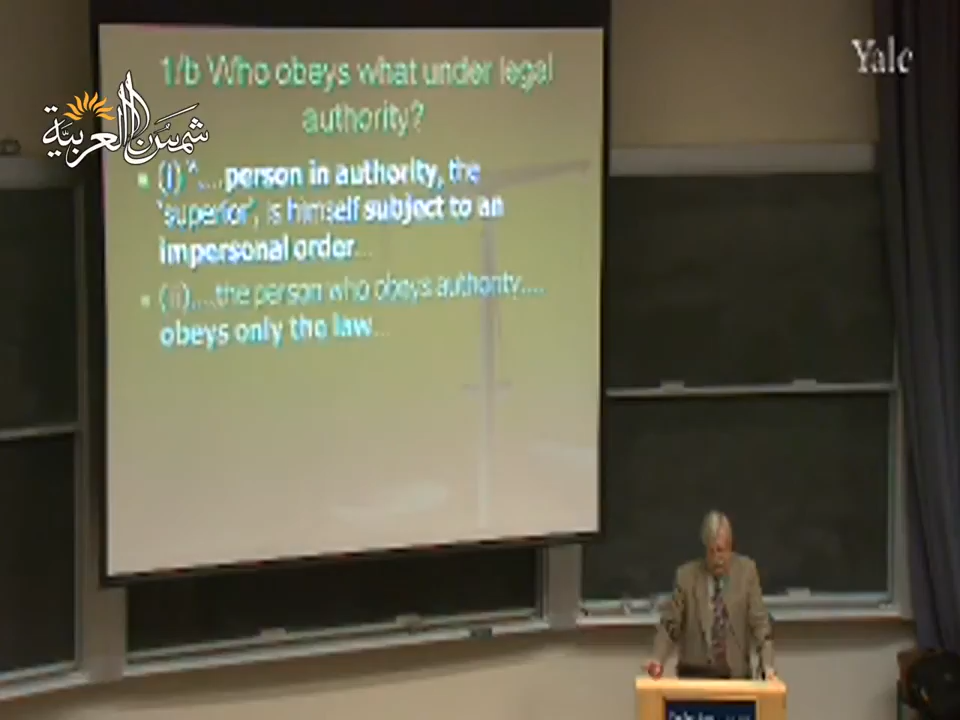 Yale
شمس العربية
1/b Who obeys what under legal
authority?
(i) “....person in authority, the
‘superior’, is himself subject to an
impersonal order...
(ii)....the person who obeys authority....
obeys only the law...